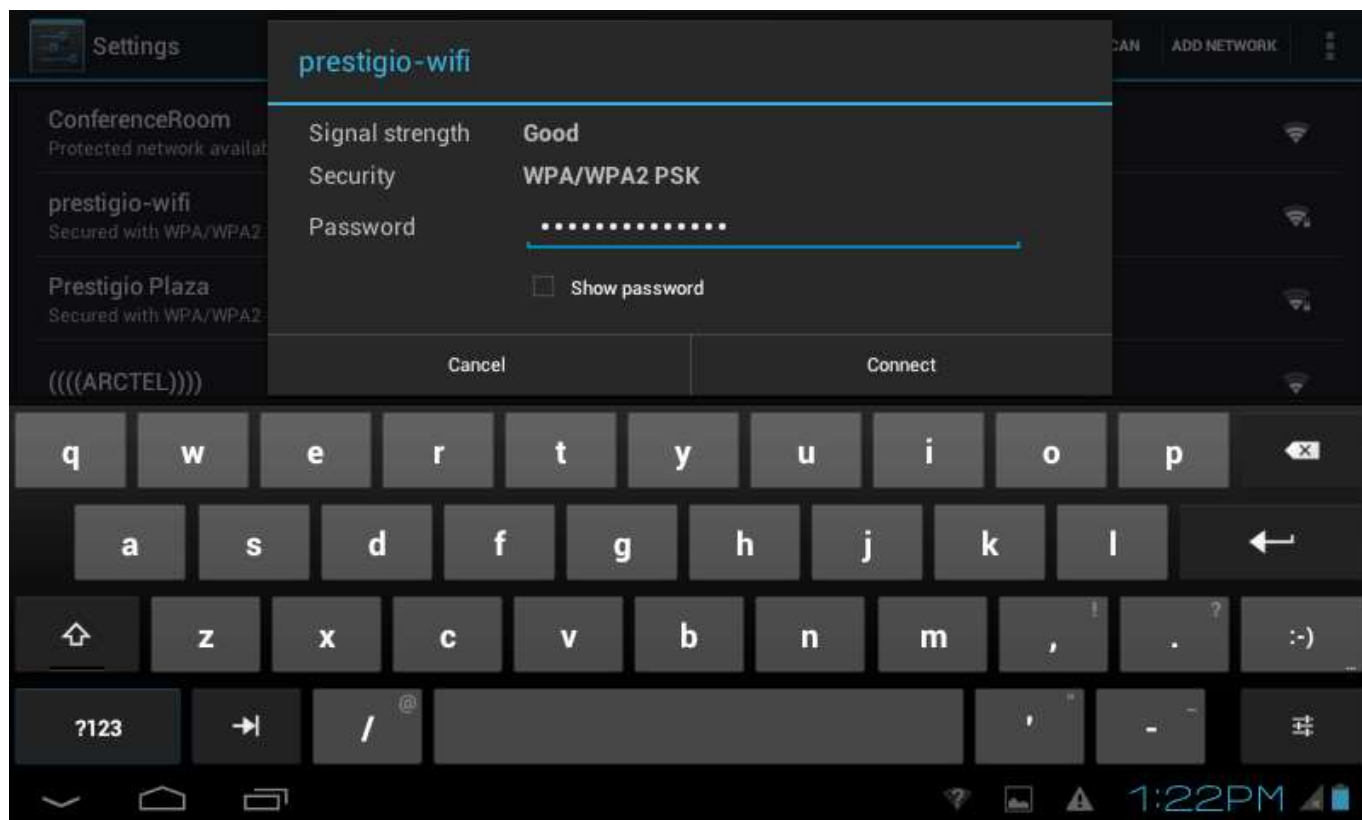 Settings
CAN ADD NETWORK
prestigio-wifi
ConferenceRoom
Protected network availab
prestigio-wifi
Secured with WPA/WPA2
Prestigio Plaza
Secured with WPA/WPA2
((((ARCTEL))))
Signal strength Good
Security WPA/WPA2 PSK
Password ••••••••••••••
Show password
Cancel Connect
q w e r t y u i o p
a s d f g h j k l
z x c v b n m , ! . ? :-) ...
?123 / @ ' " - _
1:22PM